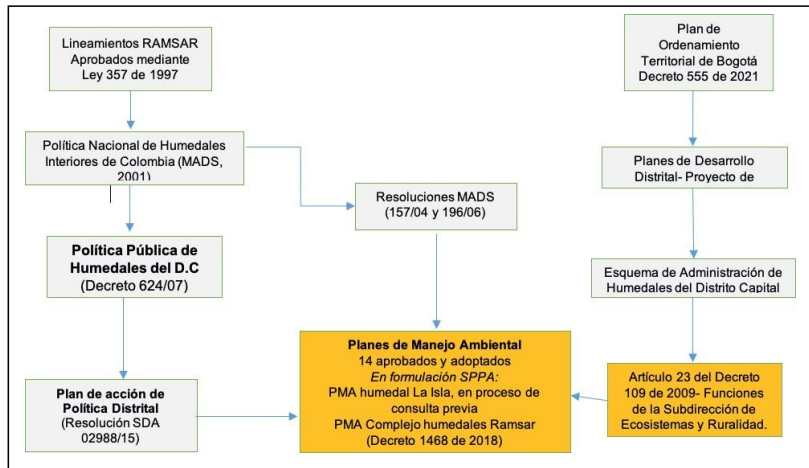 Lineamientos RAMSAR
Aprobados mediante
Ley 357 de 1997
Política Nacional de Humedales
Interiores de Colombia (MADS,
2001)
Política Pública de
Humedales del D.C
(Decreto 624/07)
Plan de acción de
Política Distrital
(Resolución SDA
02988/15)
Resoluciones MADS
(157/04 y 196/06)
Planes de Manejo Ambiental
14 aprobados y adoptados
En formulación SPPA:
PMA humedal La Isla, en proceso de
consulta previa
PMA Complejo humedales Ramsar
(Decreto 1468 de 2018)
Plan de
Ordenamiento
Territorial de Bogotá
Decreto 555 de 2021
Planes de Desarrollo
Distrital- Proyecto de
Esquema de Administración de
Humedales del Distrito Capital
Artículo 23 del Decreto
109 de 2009- Funciones
de la Subdirección de
Ecosistemas y Ruralidad.